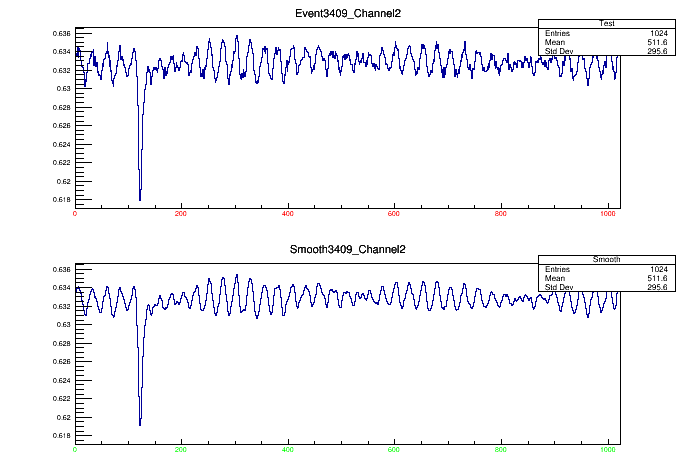 Event3409_Channel2
Test
Entries 1024
Mean 511.6
Std Dev 295.6
0.636
0.634
0.632
0.63
0.628
0.626
0.624
0.622
0.62
0.618
0 200 400 600 800 1000
Smooth3409_Channel2
Smooth
Entries 1024
Mean 511.6
Std Dev 295.6
0.636
0.634
0.632
0.63
0.628
0.626
0.624
0.622
0.62
0.618
0 200 400 600 800 1000